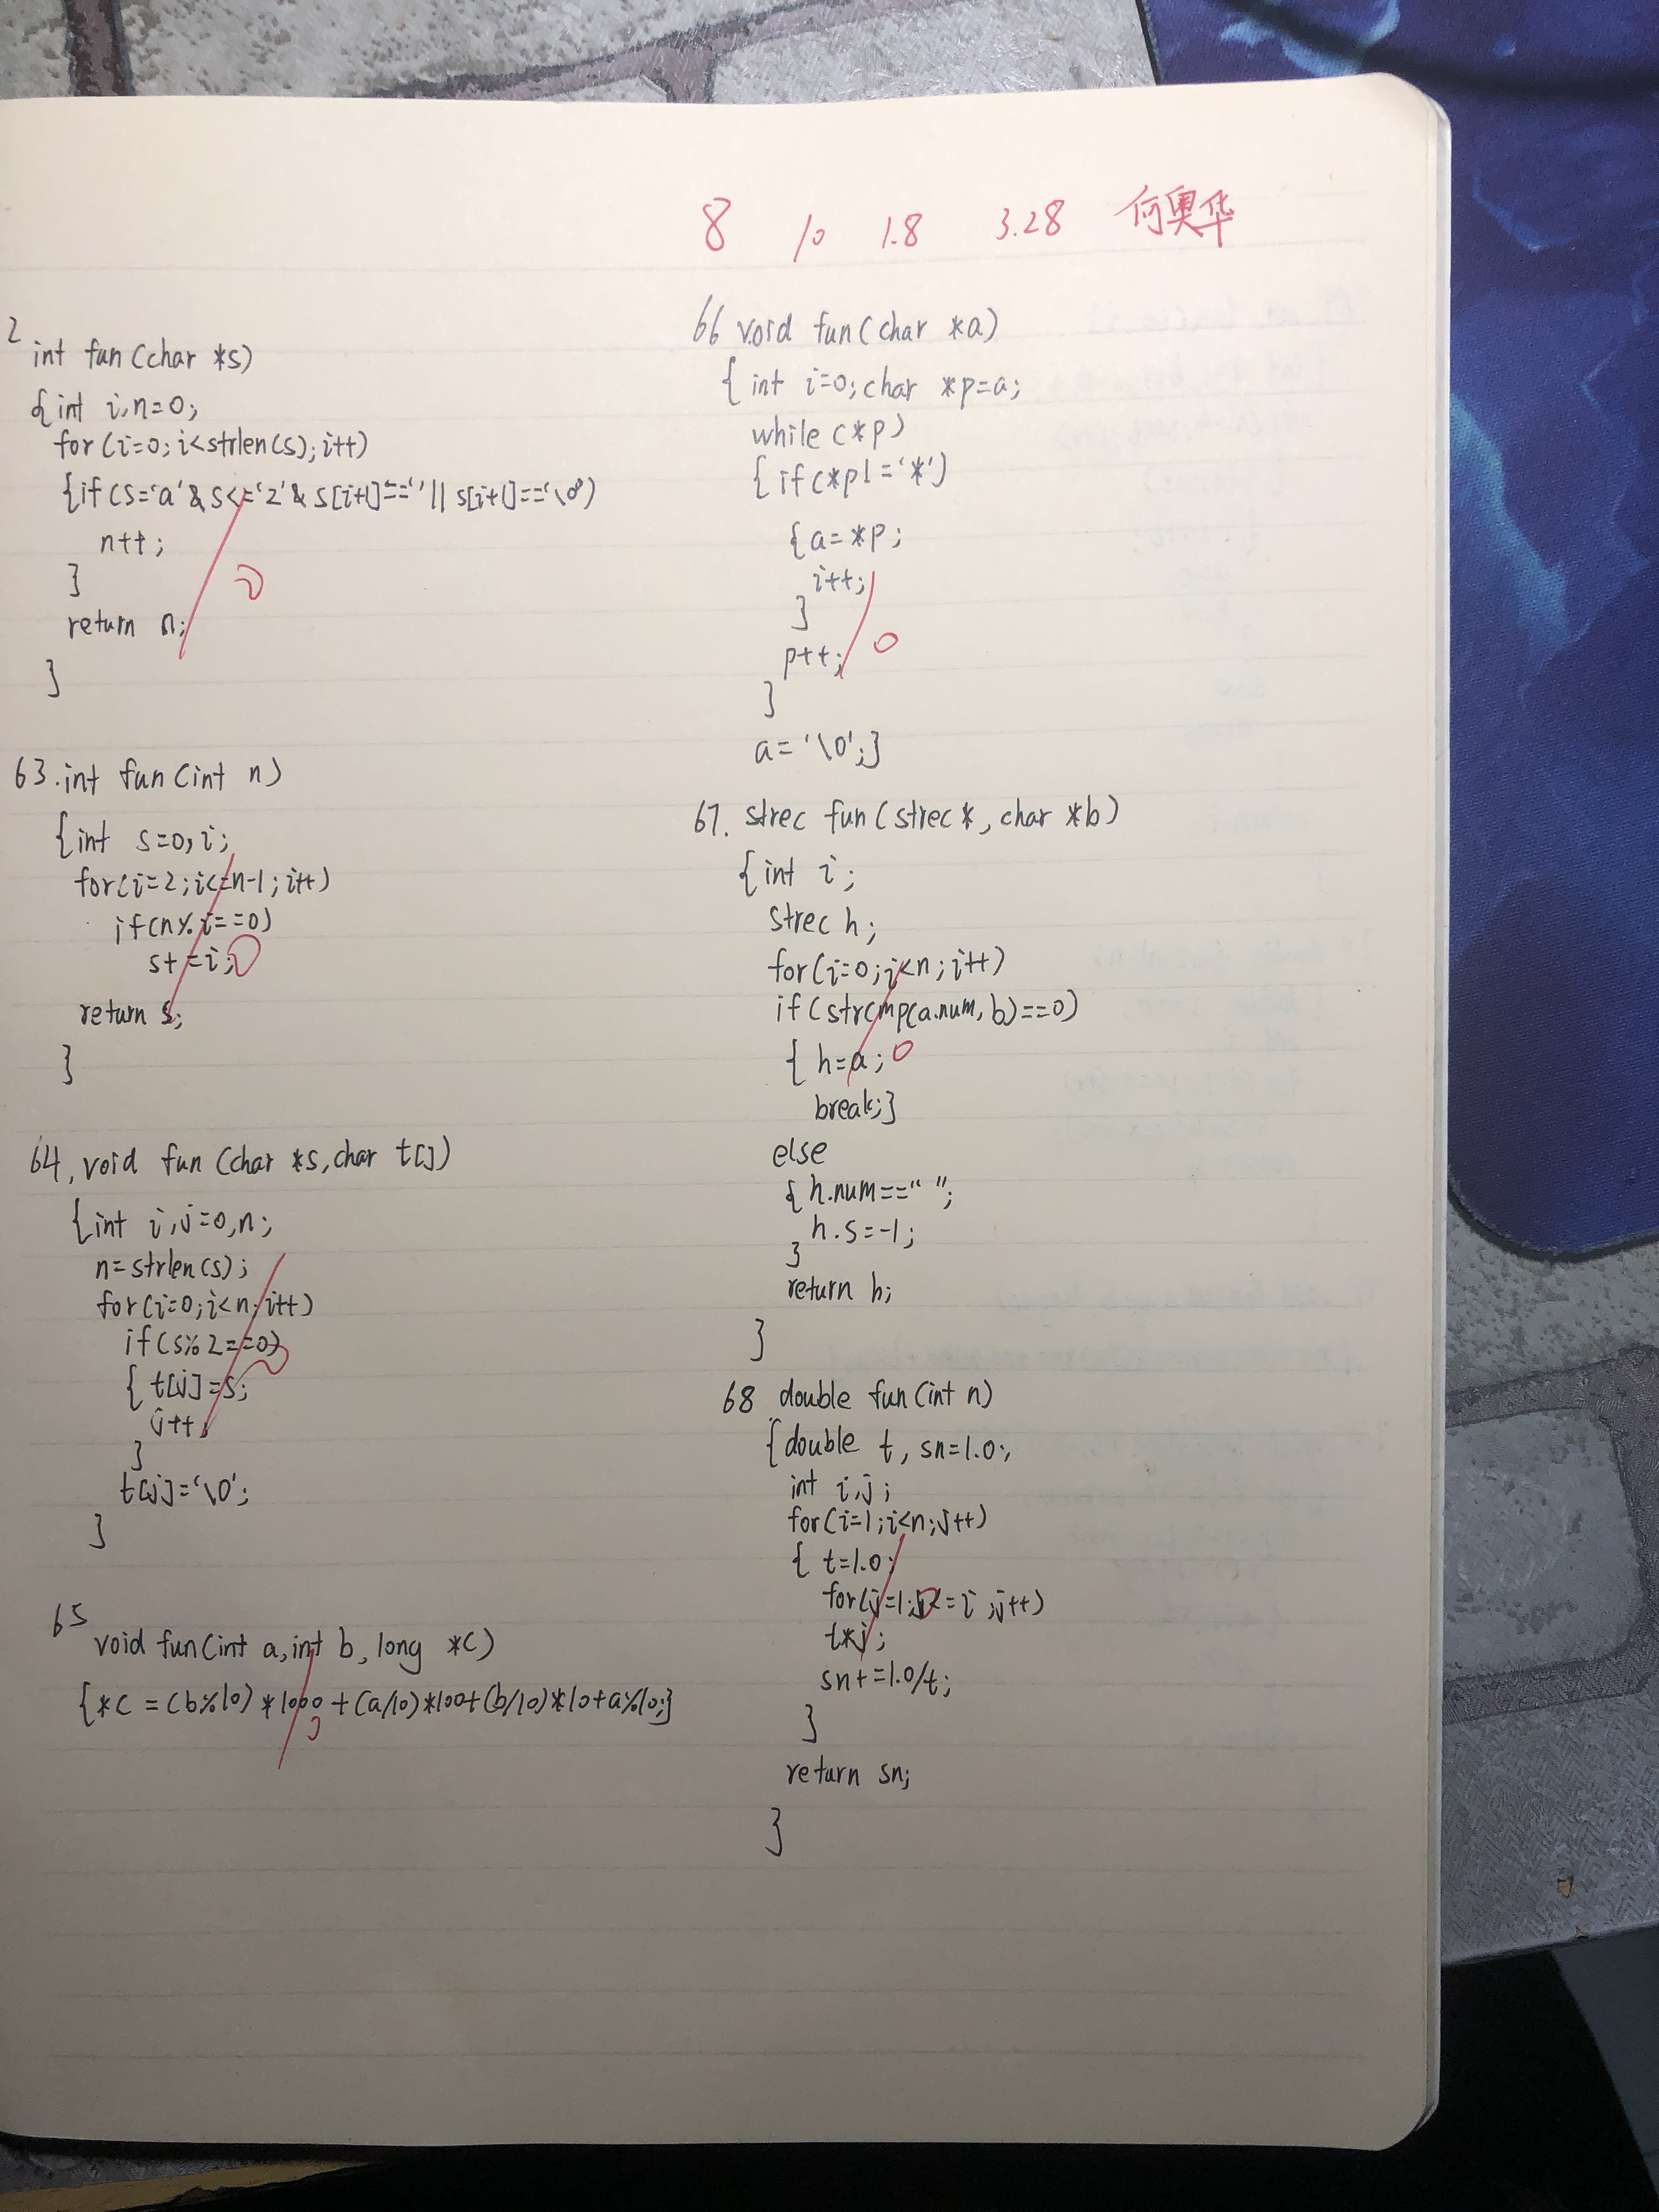 8 10 1.8 3.28 何奥华
2
int fun (char *s)
{int i,n=0;
for(i=0;i<strlen(s);i++)
{if(s='a'&s<='z'&s[i+1]==' '||s[i+1]=='\0')
n++;
}
return n;
}
63.int fun(int n)
{int s=0,i;
for(i=2;i<=n-1;i++)
if(n%i==0)
s+=i;
return s;
}
64,void fun (char *s,char t[])
{int i,j=0,n;
n=strlen(s);
for(i=0;i<n;i++)
if(s%2==0)
{ t[j]=s;
j++;
}
t[j]='\0';
}
65
void fun(int a,int b,long *c)
{*c=(b%10)*1000+(a/10)*100+(b/10)*10+a%10;}
66 void fun(char *a)
{ int i=0;char *p=a;
while(*p)
{if(*p!='*')
{a=*p;
i++;
}
p++;
}
a='\0';}
67. strec fun(strec*,char *b)
{int i;
strec h;
for(i=0;i<n;i++)
if(strcmp(a.num,b)==0)
{ h=a;
break;}
else
{ h.num==" ";
h.s=-1;
}
return h;
}
68 double fun(int n)
{double t,sn=1.0;
int i,j;
for(i=1;i<n;j++)
{ t=1.0;
for(j=1;j<=i;j++)
t*j;
sn+=1.0/t;
}
return sn;
}